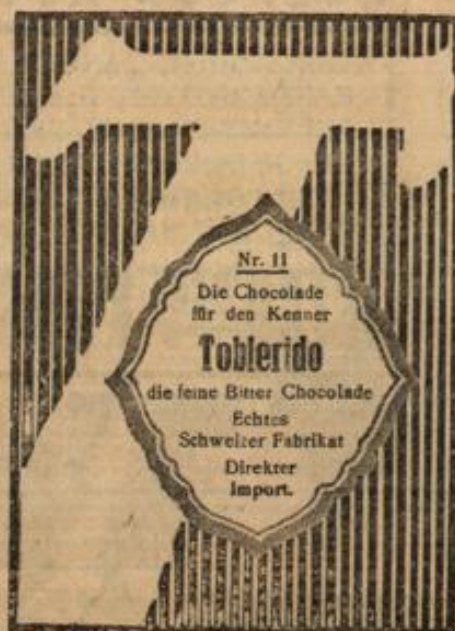 Nr. 11
Die Chocolade
für den Kenner
Toblerido
die feine Bitter Chocolade
Echtes
Schweizer Fabrikat
Direkter
Import.